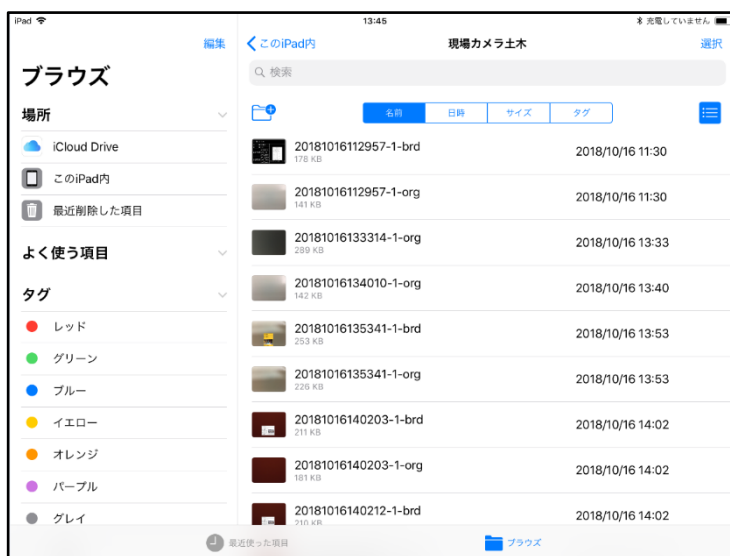 iPad 13:45 充電していません
編集
ブラウズ
場所
iCloud Drive
このiPad内
最近削除した項目
よく使う項目
タグ
レッド
グリーン
ブルー
イエロー
オレンジ
パープル
グレイ
このiPad内 現場カメラ土木 選択
検索
名前 日時 サイズ タグ
20181016112957-1-brd 2018/10/16 11:30
178 KB
20181016112957-1-org 2018/10/16 11:30
141 KB
20181016133314-1-org 2018/10/16 13:33
289 KB
20181016134010-1-org 2018/10/16 13:40
142 KB
20181016135341-1-brd 2018/10/16 13:53
253 KB
20181016135341-1-org 2018/10/16 13:53
226 KB
20181016140203-1-brd 2018/10/16 14:02
211 KB
20181016140203-1-org 2018/10/16 14:02
181 KB
20181016140212-1-brd 2018/10/16 14:02
210 KB
最近使った項目 ブラウズ